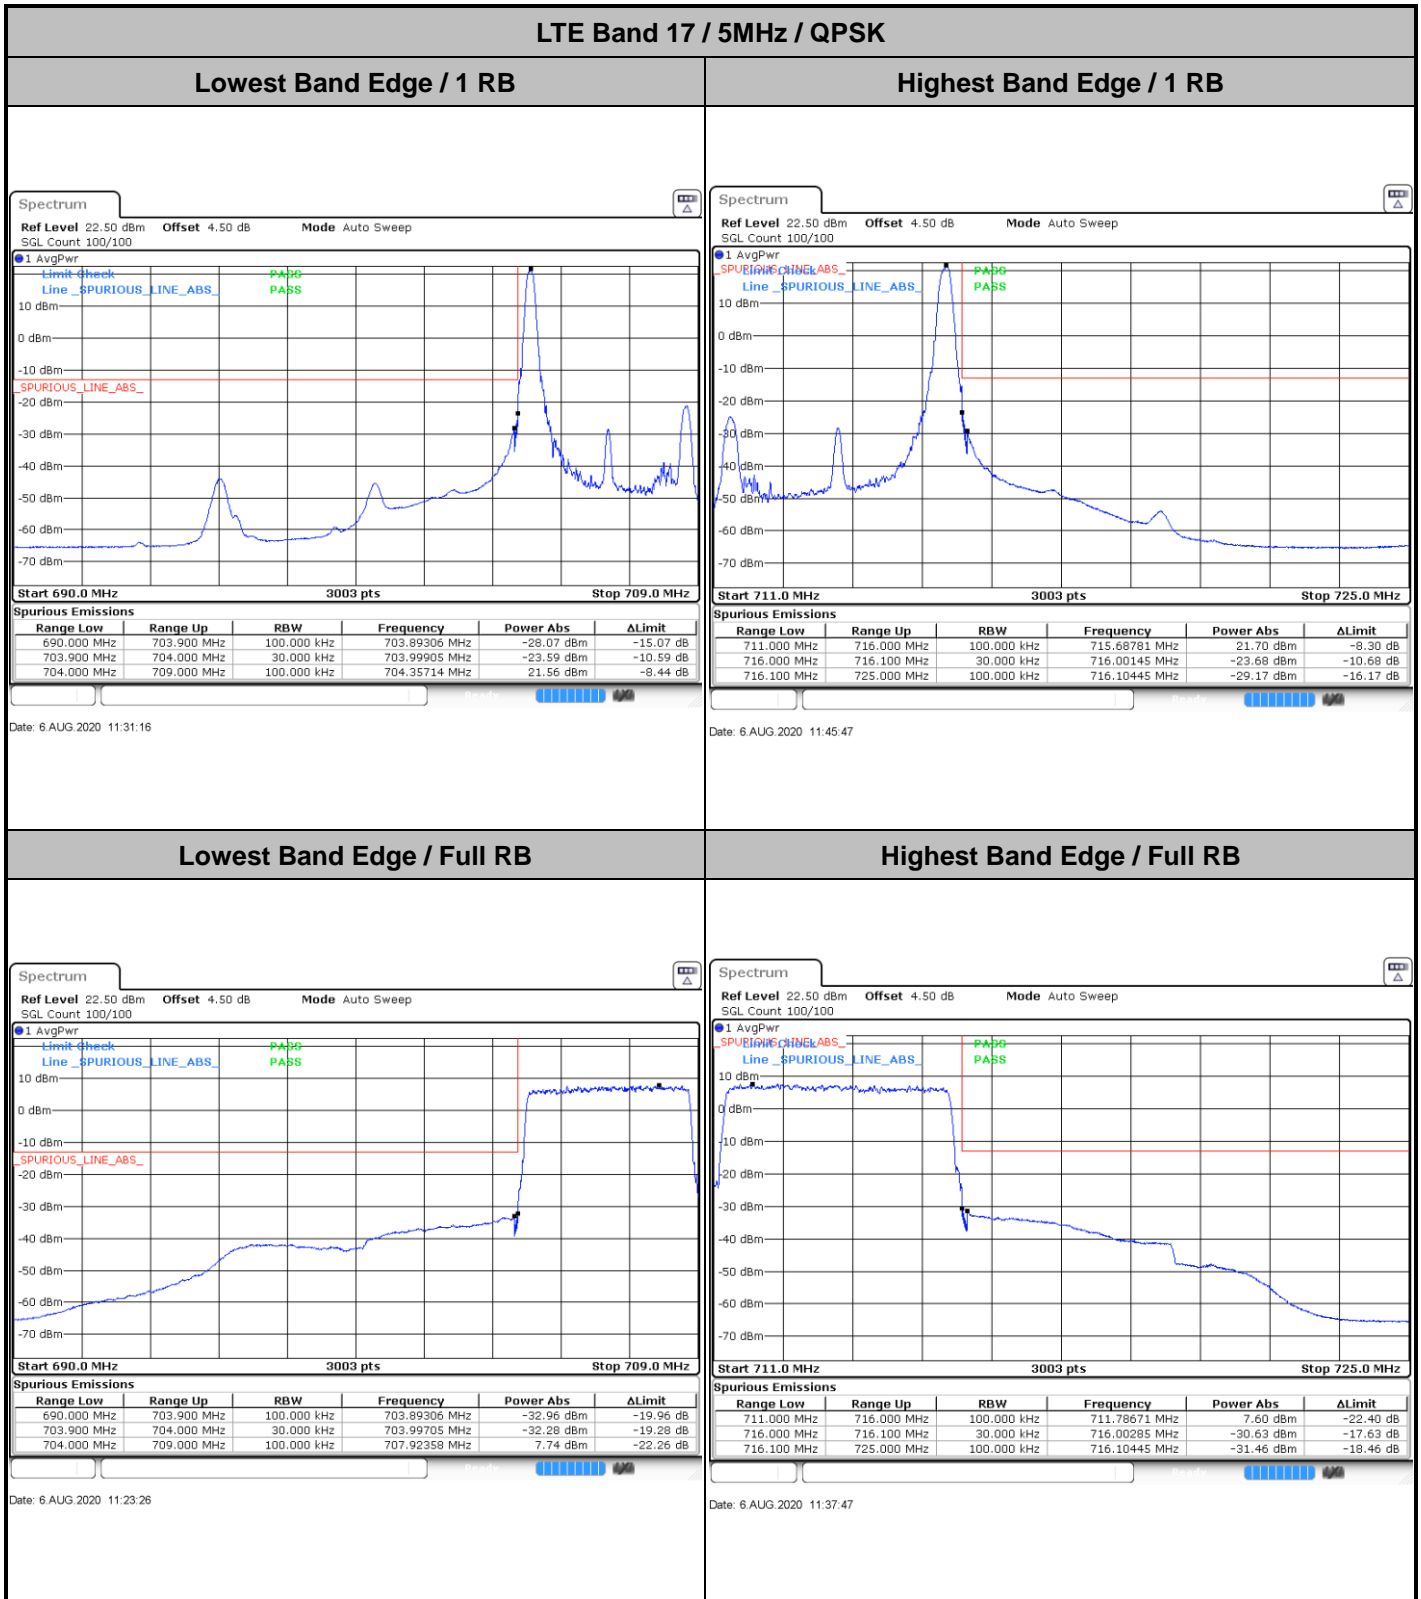 LTE Band 17 / 5MHz / QPSK
Lowest Band Edge / 1 RB
Highest Band Edge / 1 RB
Spectrum
Ref Level 22.50 dBm Offset 4.50 dB Mode Auto Sweep
SGL Count 100/100
1 AvgPwr
Limit Check PASS
Line _SPURIOUS_LINE_ABS_ PASS
10 dBm
0 dBm
-10 dBm
_SPURIOUS_LINE_ABS_
-20 dBm
-30 dBm
-40 dBm
-50 dBm
-60 dBm
-70 dBm
Start 690.0 MHz 3003 pts Stop 709.0 MHz
Spurious Emissions
Range Low Range Up RBW Frequency Power Abs ΔLimit
690.000 MHz 703.900 MHz 100.000 kHz 703.89306 MHz -28.07 dBm -15.07 dB
703.900 MHz 704.000 MHz 30.000 kHz 703.99905 MHz -23.59 dBm -10.59 dB
704.000 MHz 709.000 MHz 100.000 kHz 704.35714 MHz 21.56 dBm -8.44 dB
Ready
Date: 6.AUG.2020 11:31:16
Spectrum
Ref Level 22.50 dBm Offset 4.50 dB Mode Auto Sweep
SGL Count 100/100
1 AvgPwr
_SPURIOUS_LINE_ABS_
Limit Check PASS
Line _SPURIOUS_LINE_ABS_ PASS
10 dBm
0 dBm
-10 dBm
-20 dBm
-30 dBm
-40 dBm
-50 dBm
-60 dBm
-70 dBm
Start 711.0 MHz 3003 pts Stop 725.0 MHz
Spurious Emissions
Range Low Range Up RBW Frequency Power Abs ΔLimit
711.000 MHz 716.000 MHz 100.000 kHz 715.68781 MHz 21.70 dBm -8.30 dB
716.000 MHz 716.100 MHz 30.000 kHz 716.00145 MHz -23.68 dBm -10.68 dB
716.100 MHz 725.000 MHz 100.000 kHz 716.10445 MHz -29.17 dBm -16.17 dB
Ready
Date: 6.AUG.2020 11:45:47
Lowest Band Edge / Full RB
Highest Band Edge / Full RB
Spectrum
Ref Level 22.50 dBm Offset 4.50 dB Mode Auto Sweep
SGL Count 100/100
1 AvgPwr
Limit Check PASS
Line _SPURIOUS_LINE_ABS_ PASS
10 dBm
0 dBm
-10 dBm
_SPURIOUS_LINE_ABS_
-20 dBm
-30 dBm
-40 dBm
-50 dBm
-60 dBm
-70 dBm
Start 690.0 MHz 3003 pts Stop 709.0 MHz
Spurious Emissions
Range Low Range Up RBW Frequency Power Abs ΔLimit
690.000 MHz 703.900 MHz 100.000 kHz 703.89306 MHz -32.96 dBm -19.96 dB
703.900 MHz 704.000 MHz 30.000 kHz 703.99705 MHz -32.28 dBm -19.28 dB
704.000 MHz 709.000 MHz 100.000 kHz 707.92358 MHz 7.74 dBm -22.26 dB
Ready
Date: 6.AUG.2020 11:23:26
Spectrum
Ref Level 22.50 dBm Offset 4.50 dB Mode Auto Sweep
SGL Count 100/100
1 AvgPwr
_SPURIOUS_LINE_ABS_
Limit Check PASS
Line _SPURIOUS_LINE_ABS_ PASS
10 dBm
0 dBm
-10 dBm
-20 dBm
-30 dBm
-40 dBm
-50 dBm
-60 dBm
-70 dBm
Start 711.0 MHz 3003 pts Stop 725.0 MHz
Spurious Emissions
Range Low Range Up RBW Frequency Power Abs ΔLimit
711.000 MHz 716.000 MHz 100.000 kHz 711.78671 MHz 7.60 dBm -22.40 dB
716.000 MHz 716.100 MHz 30.000 kHz 716.00285 MHz -30.63 dBm -17.63 dB
716.100 MHz 725.000 MHz 100.000 kHz 716.10445 MHz -31.46 dBm -18.46 dB
Ready
Date: 6.AUG.2020 11:37:47